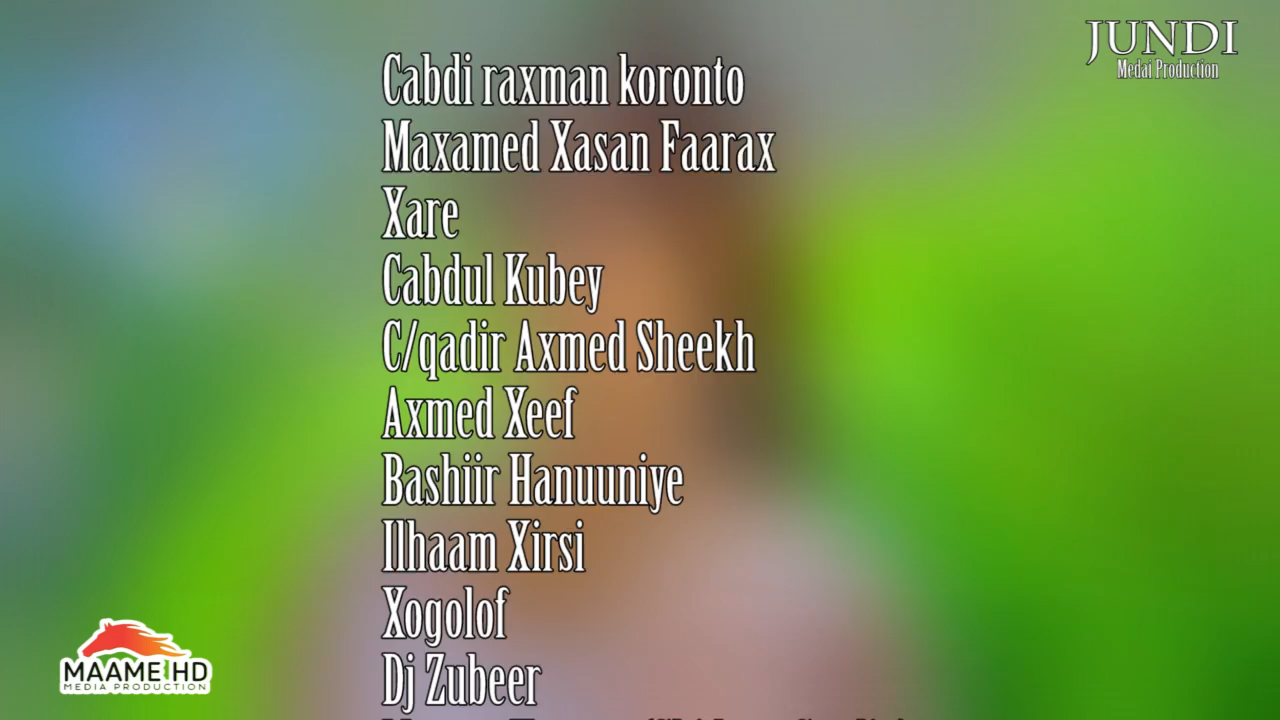 JUNDI
Medai Production
Cabdi raxman koronto
Maxamed Xasan Faarax
Xare
Cabdul Kubey
C/qadir Axmed Sheekh
Axmed Xeef
Bashiir Hanuuniye
Ilhaam Xirsi
Xogolof
Dj Zubeer
MAAME HD
MEDIA PRODUCTION